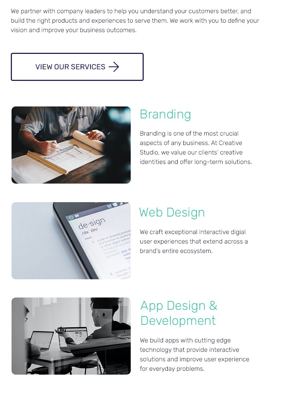 We partner with company leaders to help you understand your customers better, and
build the right products and experiences to serve them. We work with you to define your
vision and improve your business outcomes.
VIEW OUR SERVICES
Branding
Branding is one of the most crucial
aspects of any business. At Creative
Studio, we value our clients' creative
identities and offer long-term solutions.
de·sign
Web Design
We craft exceptional interactive digial
user experiences that extend across a
brand's entire ecosystem.
App Design &
Development
We build apps with cutting edge
technology that provide interactive
solutions and improve user experience
for everyday problems.